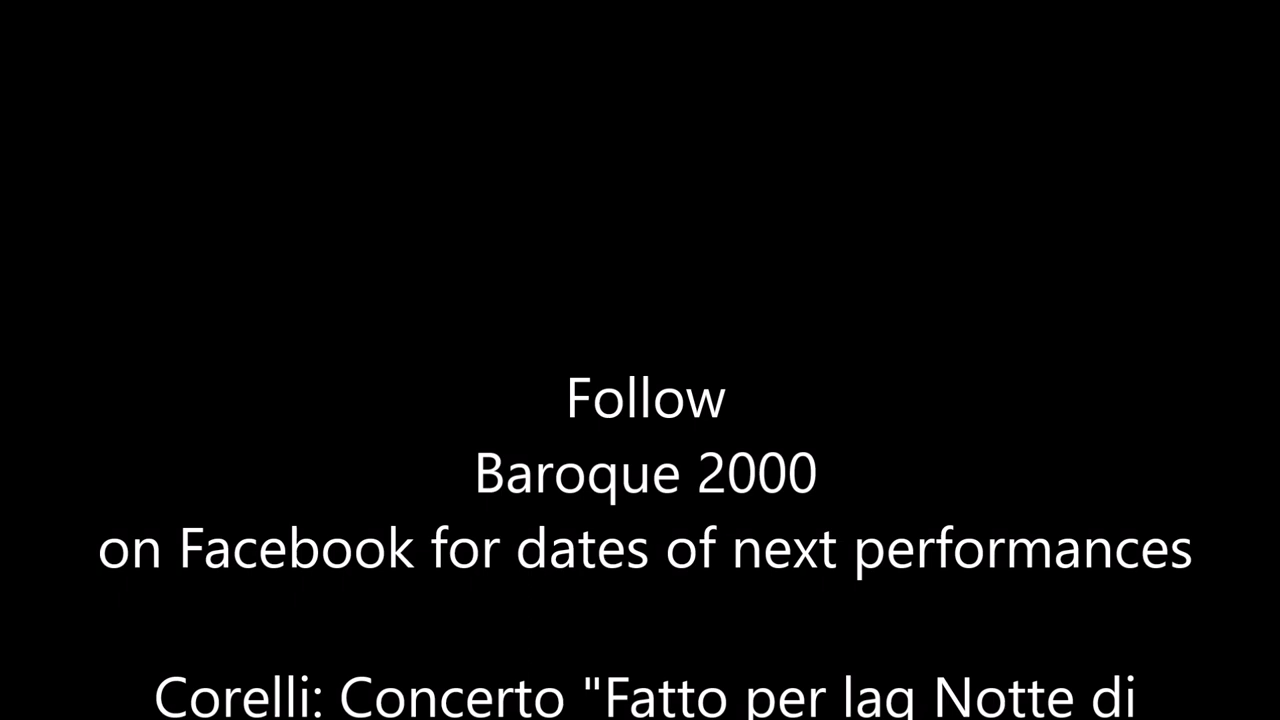 Follow
Baroque 2000
on Facebook for dates of next performances
Corelli: Concerto "Fatto per lag Notte di